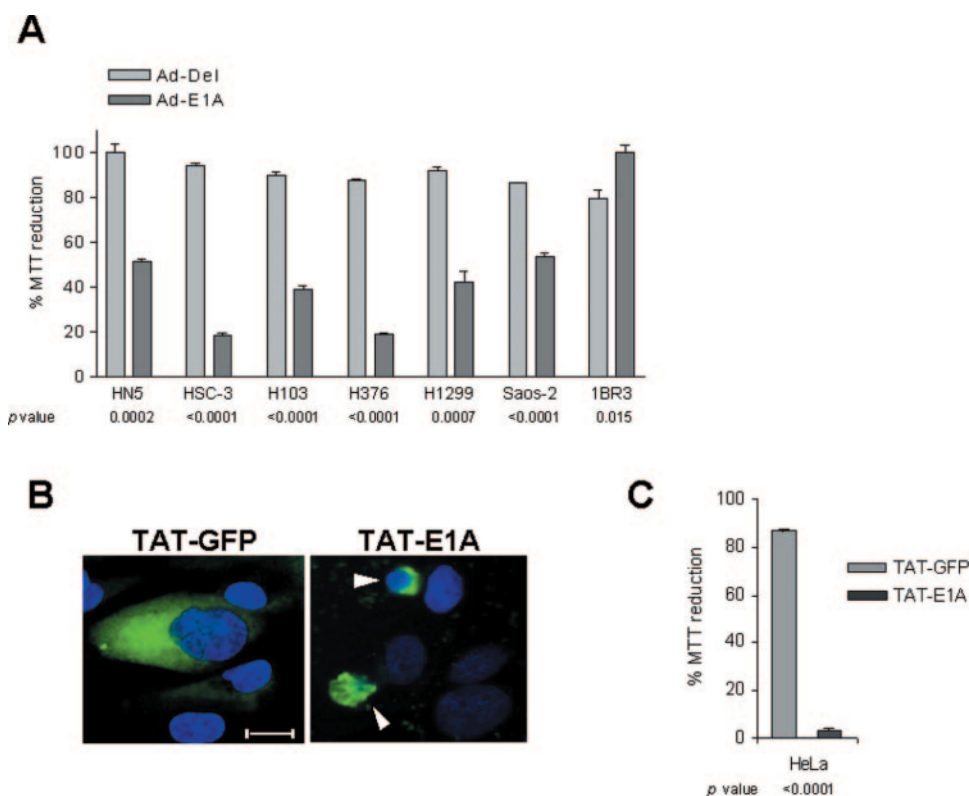 A
Ad-Del
Ad-E1A
% MTT reduction
100
80
60
40
20
0
HN5 HSC-3 H103 H376 H1299 Saos-2 1BR3
p value 0.0002 <0.0001 <0.0001 <0.0001 0.0007 <0.0001 0.015
B
TAT-GFP TAT-E1A
C
% MTT reduction
100
80
60
40
20
0
TAT-GFP
TAT-E1A
HeLa
p value <0.0001